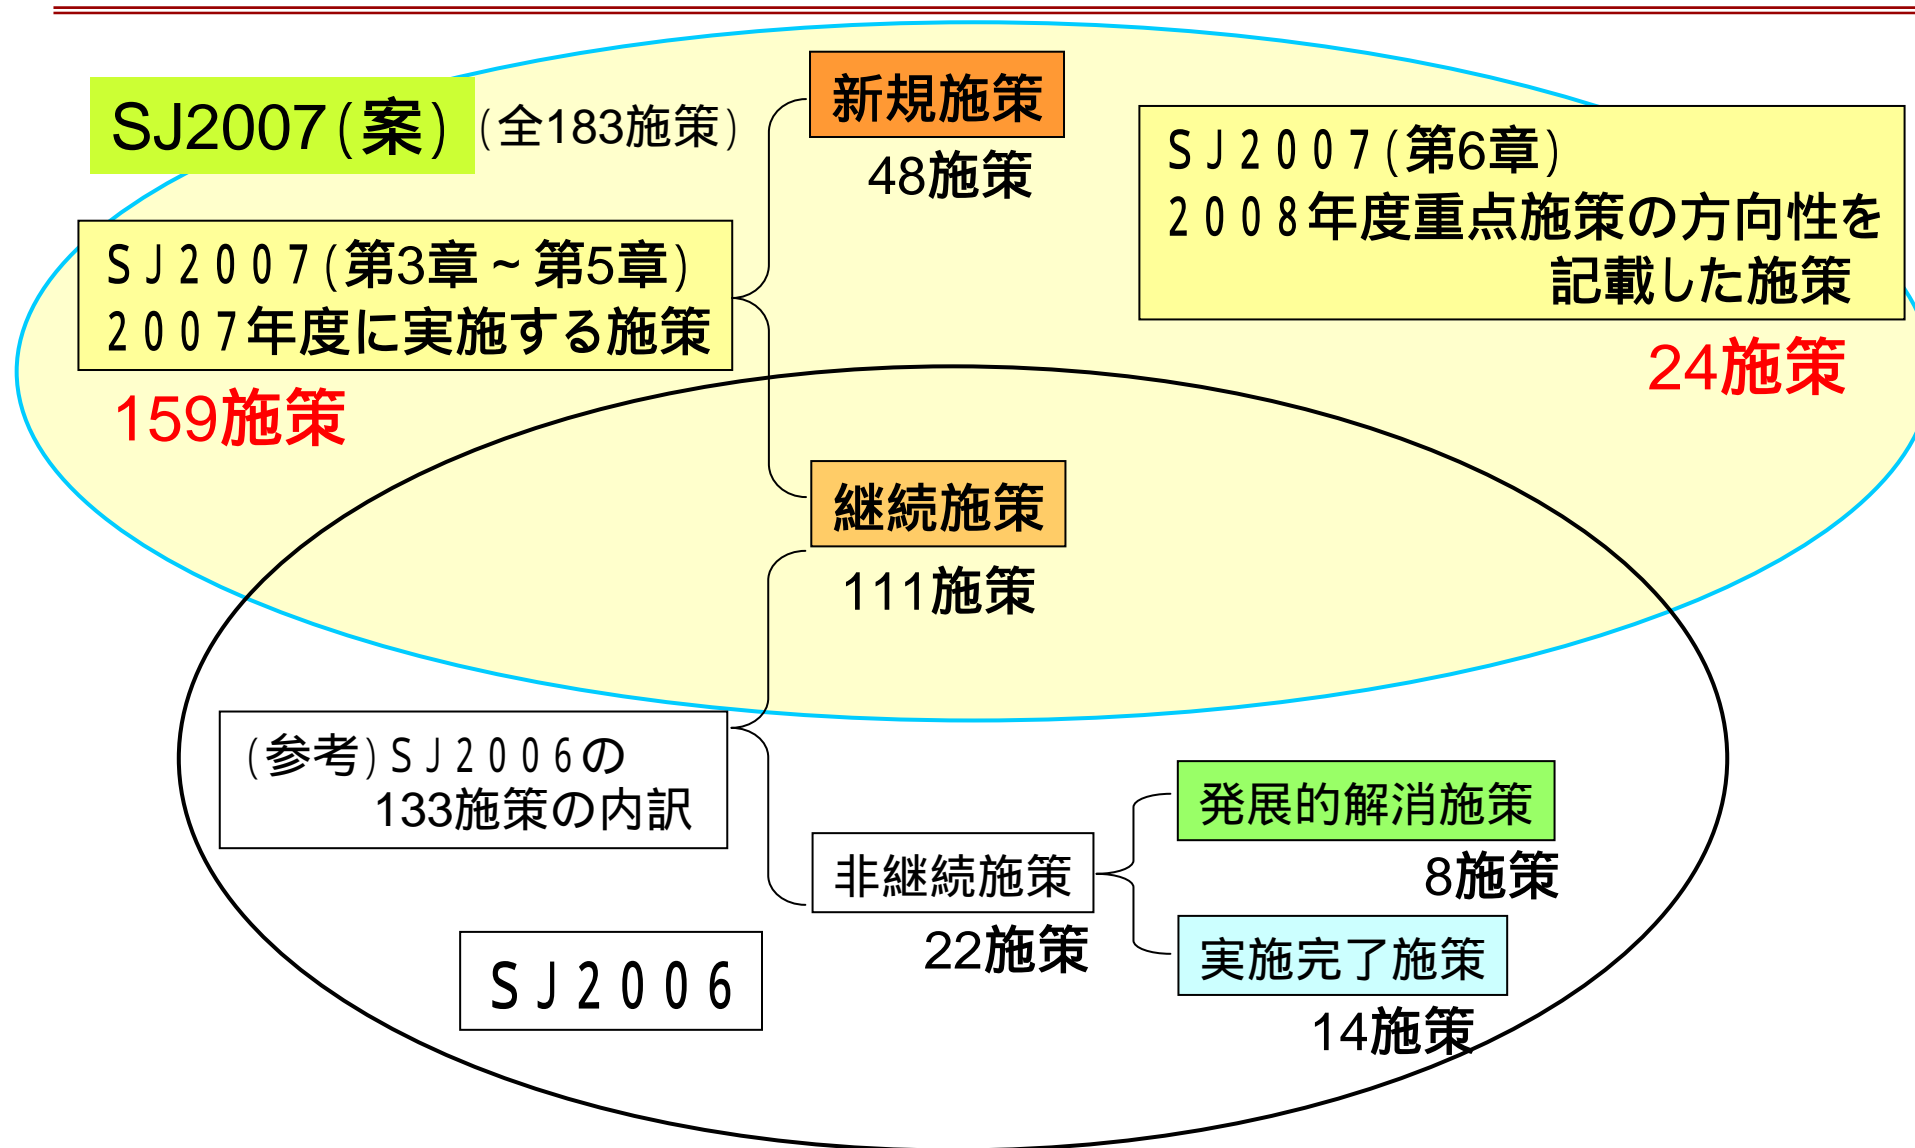 SJ2007(案) (全183施策)
新規施策
48施策
SJ2007(第3章~第5章)
2007年度に実施する施策
159施策
SJ2007(第6章)
2008年度重点施策の方向性を
記載した施策
24施策
継続施策
111施策
(参考)SJ2006の
133施策の内訳
非継続施策
22施策
発展的解消施策
8施策
実施完了施策
14施策
SJ2006